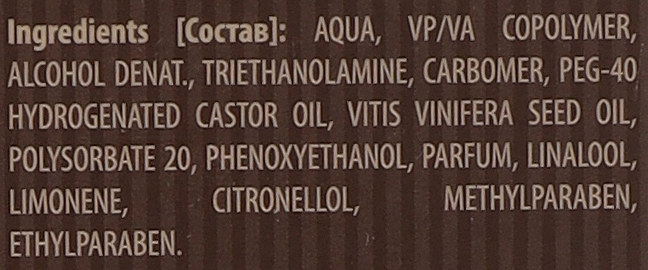 Ingredients [Состав]: AQUA, VP/VA COPOLYMER,
ALCOHOL DENAT., TRIETHANOLAMINE, CARBOMER, PEG-40
HYDROGENATED CASTOR OIL, VITIS VINIFERA SEED OIL,
POLYSORBATE 20, PHENOXYETHANOL, PARFUM, LINALOOL,
LIMONENE, CITRONELLOL, METHYLPARABEN,
ETHYLPARABEN.